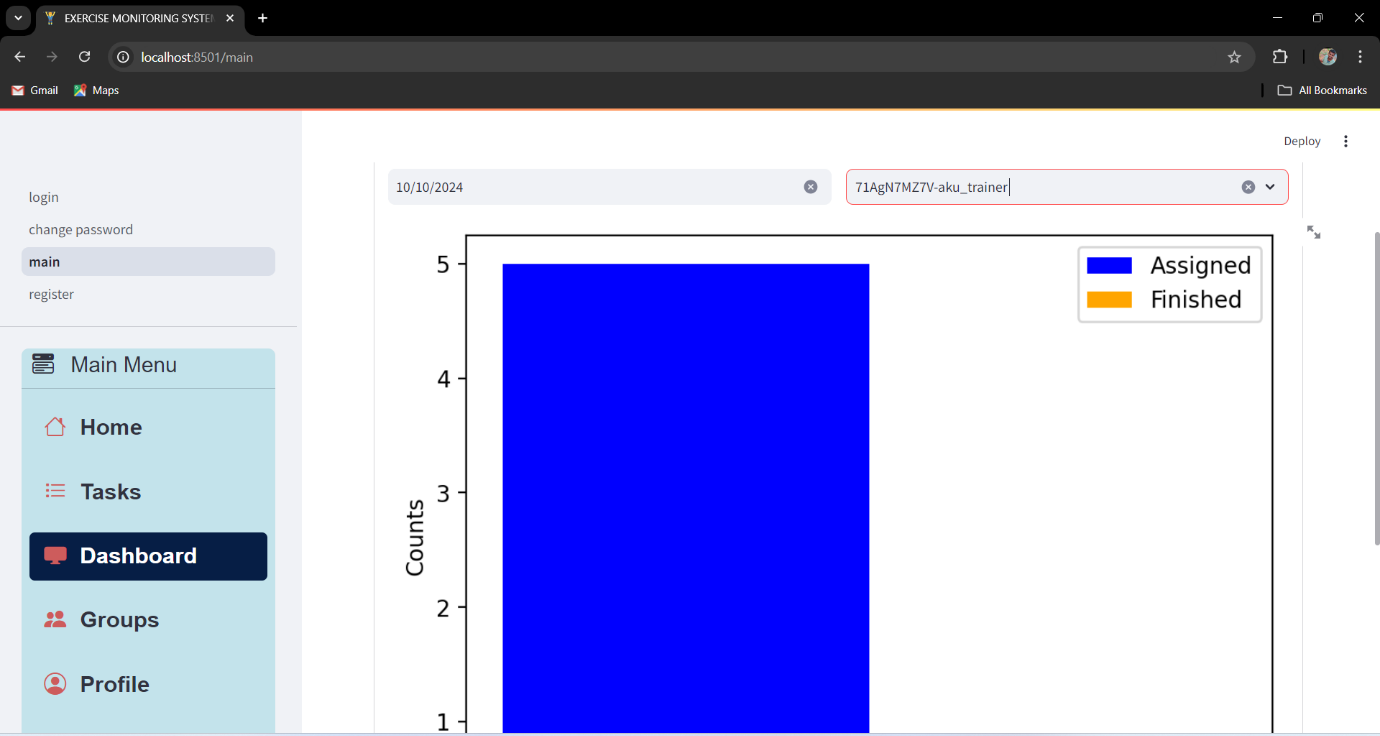 EXERCISE MONITORING SYSTEM
localhost:8501/main
Gmail
Maps
All Bookmarks
Deploy
login
change password
main
register
Main Menu
Home
Tasks
Dashboard
Groups
Profile
10/10/2024
71AgN7MZ7V-aku_trainer
Assigned
Finished
5
4
3
2
1
Counts